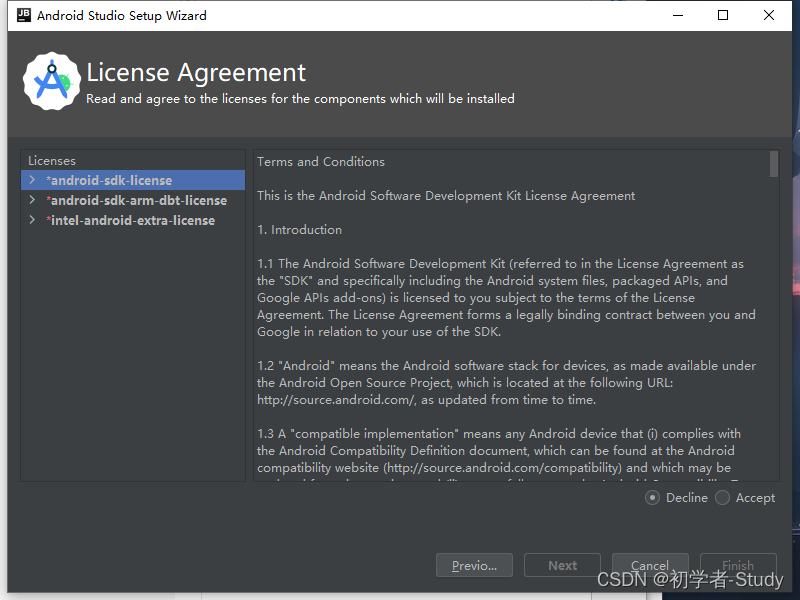 Android Studio Setup Wizard
License Agreement
Read and agree to the licenses for the components which will be installed
Licenses
*android-sdk-license
*android-sdk-arm-dbt-license
*intel-android-extra-license
Terms and Conditions
This is the Android Software Development Kit License Agreement
1. Introduction
1.1 The Android Software Development Kit (referred to in the License Agreement as
the "SDK" and specifically including the Android system files, packaged APIs, and
Google APIs add-ons) is licensed to you subject to the terms of the License
Agreement. The License Agreement forms a legally binding contract between you and
Google in relation to your use of the SDK.
1.2 "Android" means the Android software stack for devices, as made available under
the Android Open Source Project, which is located at the following URL:
http://source.android.com/, as updated from time to time.
1.3 A "compatible implementation" means any Android device that (i) complies with
the Android Compatibility Definition document, which can be found at the Android
compatibility website (http://source.android.com/compatibility) and which may be
Decline Accept
Previo... Next Cancel Finish
CSDN @初学者-Study